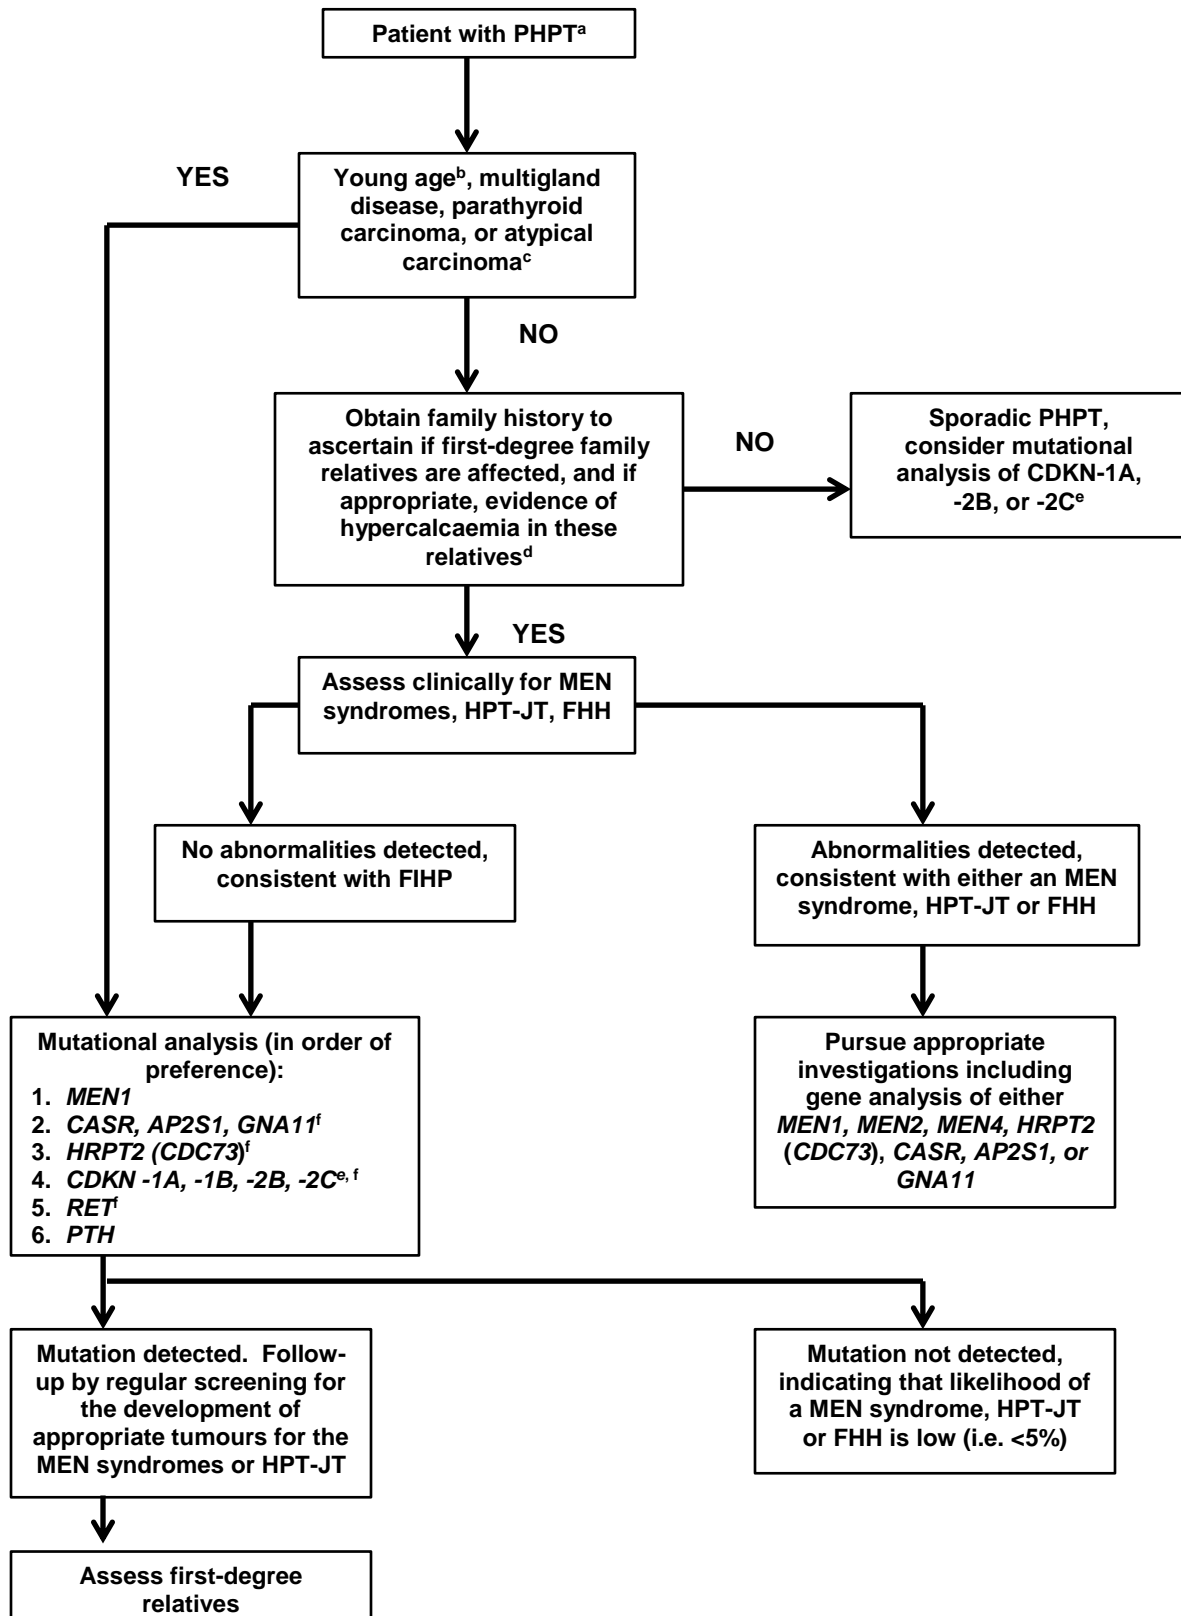 Patient with PHPTᵃ
YES
Young ageᵇ, multigland
disease, parathyroid
carcinoma, or atypical
carcinomaᶜ
NO
Obtain family history to
ascertain if first-degree family
relatives are affected, and if
appropriate, evidence of
hypercalcaemia in these
relativesᵈ
NO
Sporadic PHPT,
consider mutational
analysis of CDKN-1A,
-2B, or -2Cᵉ
YES
Assess clinically for MEN
syndromes, HPT-JT, FHH
No abnormalities detected,
consistent with FIHP
Abnormalities detected,
consistent with either an MEN
syndrome, HPT-JT or FHH
Mutational analysis (in order of
preference):
1. MEN1
2. CASR, AP2S1, GNA11ᶠ
3. HRPT2 (CDC73)ᶠ
4. CDKN -1A, -1B, -2B, -2Cᵉ, ᶠ
5. RETᶠ
6. PTH
Pursue appropriate
investigations including
gene analysis of either
MEN1, MEN2, MEN4, HRPT2
(CDC73), CASR, AP2S1, or
GNA11
Mutation detected. Follow-
up by regular screening for
the development of
appropriate tumours for the
MEN syndromes or HPT-JT
Mutation not detected,
indicating that likelihood of
a MEN syndrome, HPT-JT
or FHH is low (i.e. <5%)
Assess first-degree
relatives